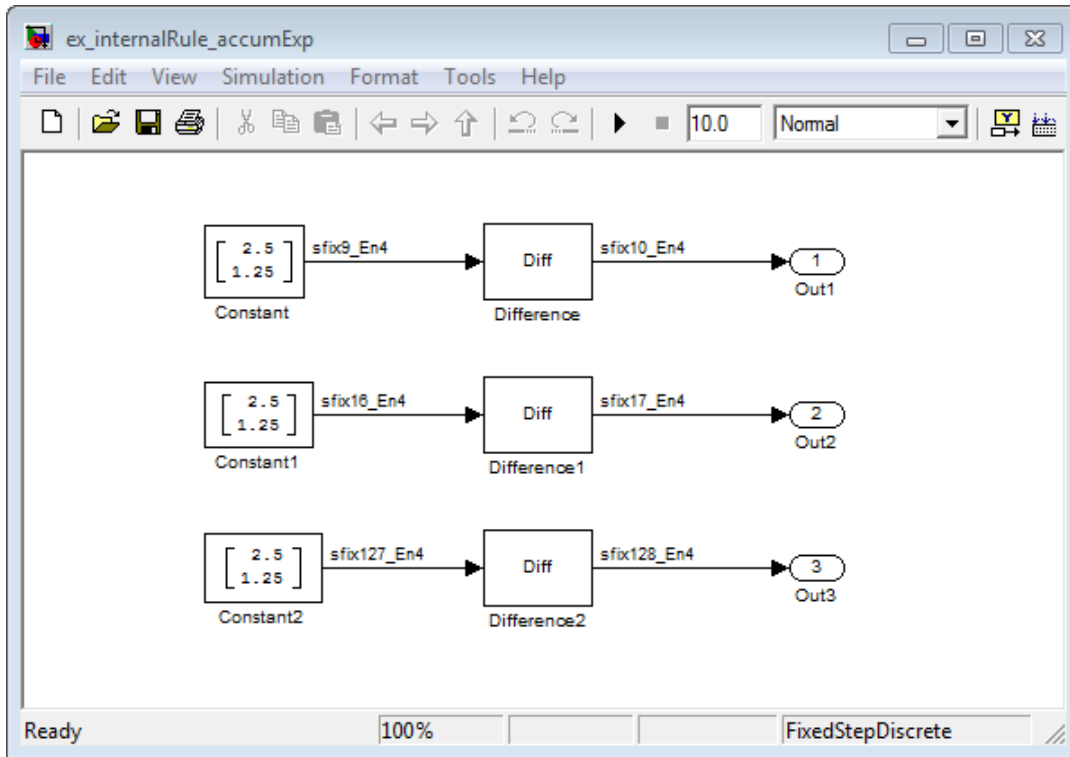 ex_internalRule_accumExp
File Edit View Simulation Format Tools Help
10.0 Normal
2.5 sfix9_En4 Diff sfix10_En4 1
1.25
Constant Difference Out1
2.5 sfix16_En4 Diff sfix17_En4 2
1.25
Constant1 Difference1 Out2
2.5 sfix127_En4 Diff sfix128_En4 3
1.25
Constant2 Difference2 Out3
Ready 100% FixedStepDiscrete